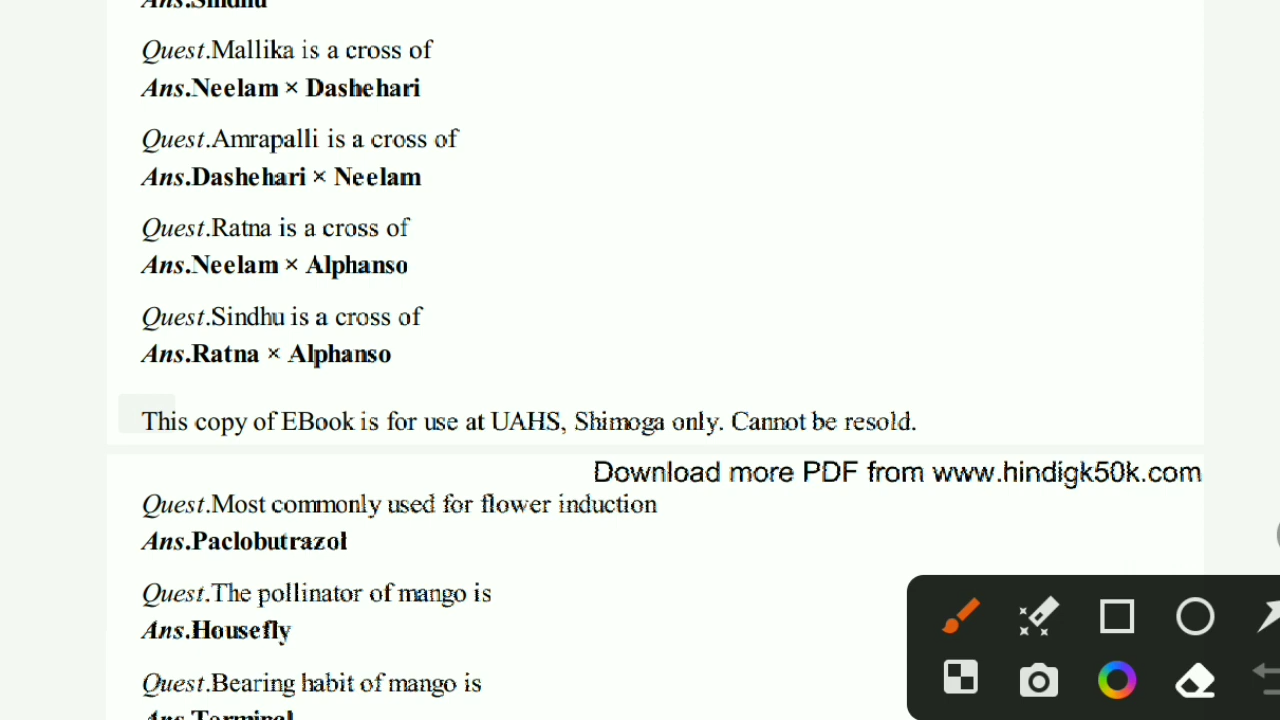 Ans.Sindhu
Quest.Mallika is a cross of
Ans.Neelam × Dashehari
Quest.Amrapalli is a cross of
Ans.Dashehari × Neelam
Quest.Ratna is a cross of
Ans.Neelam × Alphanso
Quest.Sindhu is a cross of
Ans.Ratna × Alphanso
This copy of EBook is for use at UAHS, Shimoga only. Cannot be resold.
Download more PDF from www.hindigk50k.com
Quest.Most commonly used for flower induction
Ans.Paclobutrazol
Quest.The pollinator of mango is
Ans.Housefly
Quest.Bearing habit of mango is
Ans.Terminal